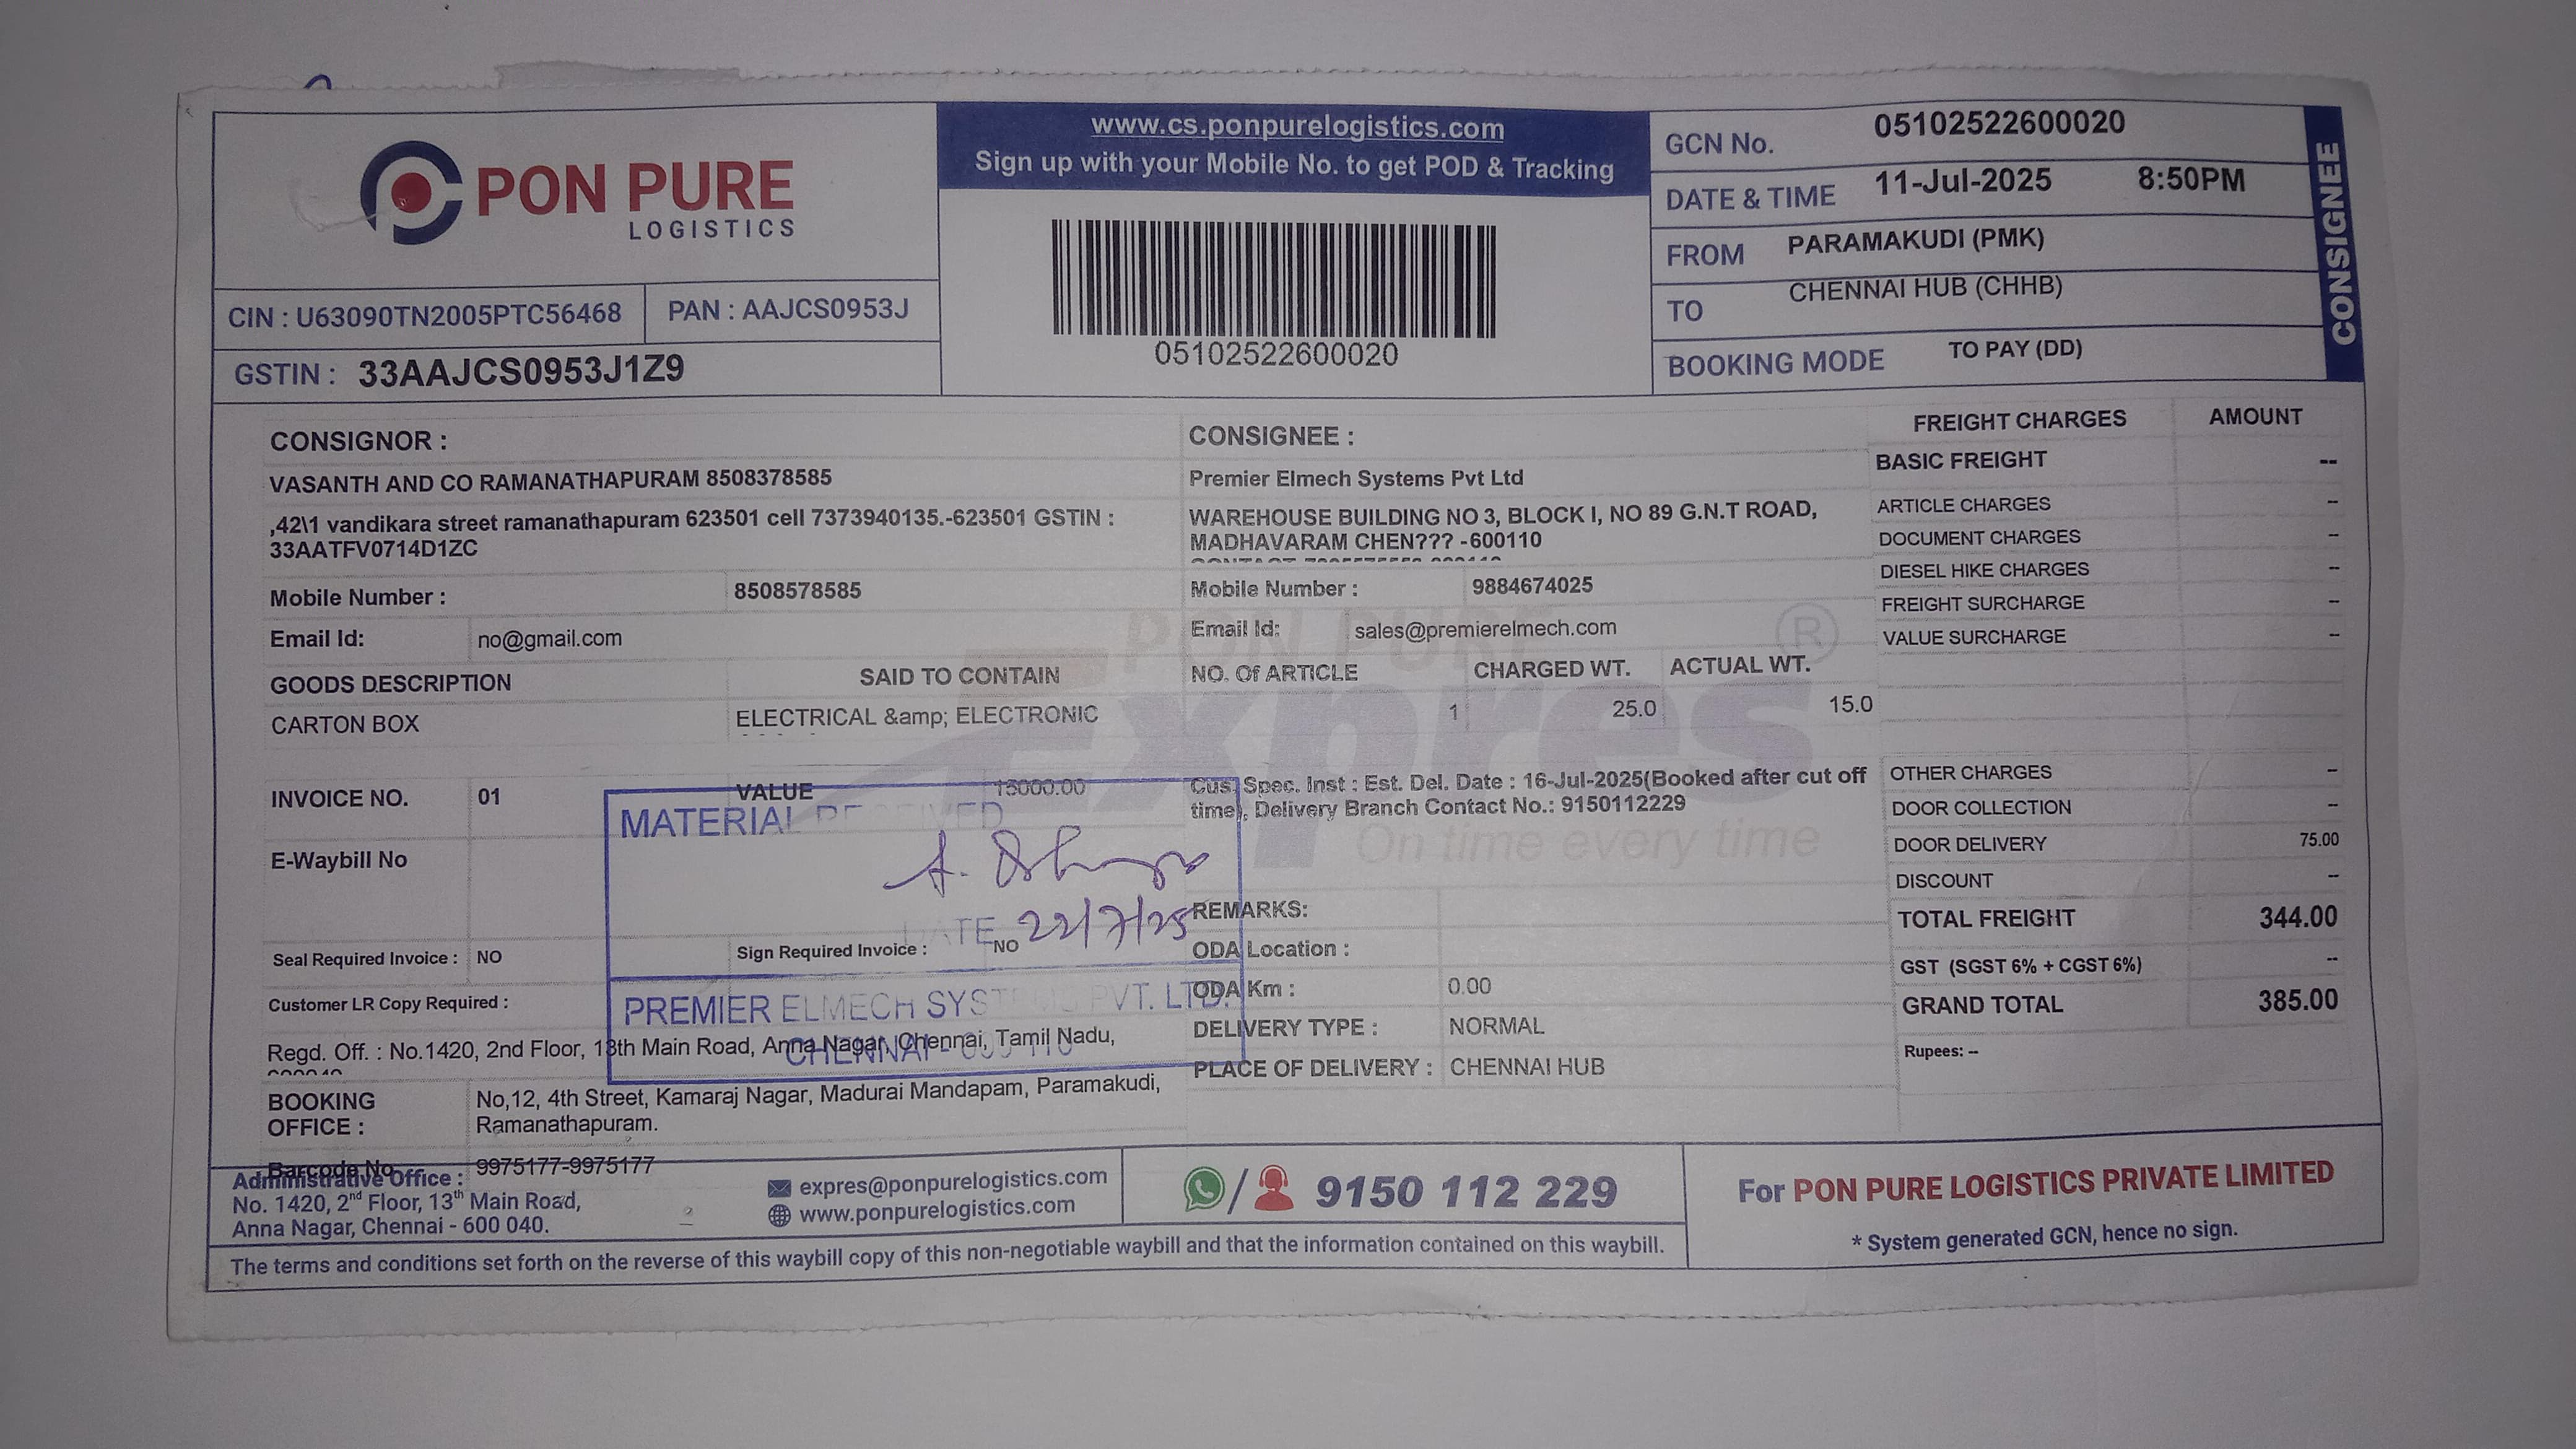 PON PURE
LOGISTICS
CIN : U63090TN2005PTC56468
PAN : AAJCS0953J
GSTIN : 33AAJCS0953J1Z9
www.cs.ponpurelogistics.com
Sign up with your Mobile No. to get POD & Tracking
05102522600020
GCN No. 05102522600020
DATE & TIME 11-Jul-2025 8:50PM
FROM PARAMAKUDI (PMK)
TO CHENNAI HUB (CHHB)
BOOKING MODE TO PAY (DD)
CONSIGNEE
CONSIGNOR :
VASANTH AND CO RAMANATHAPURAM 8508378585
,42\1 vandikara street ramanathapuram 623501 cell 7373940135.-623501 GSTIN :
33AATFV0714D1ZC
Mobile Number : 8508578585
Email Id: no@gmail.com
GOODS DESCRIPTION SAID TO CONTAIN
CARTON BOX ELECTRICAL &amp; ELECTRONIC
CONSIGNEE :
Premier Elmech Systems Pvt Ltd
WAREHOUSE BUILDING NO 3, BLOCK I, NO 89 G.N.T ROAD,
MADHAVARAM CHEN??? -600110
Mobile Number : 9884674025
Email Id: sales@premierelmech.com
NO. Of ARTICLE CHARGED WT. ACTUAL WT.
1 25.0 15.0
FREIGHT CHARGES AMOUNT
BASIC FREIGHT --
ARTICLE CHARGES --
DOCUMENT CHARGES --
DIESEL HIKE CHARGES --
FREIGHT SURCHARGE --
VALUE SURCHARGE --
PON PURE
Expres ®
On time every time
INVOICE NO. 01 VALUE 15000.00
E-Waybill No
Seal Required Invoice : NO Sign Required Invoice : NO
Customer LR Copy Required :
MATERIAL RECEIVED
A.
DATE 22/7/25
PREMIER ELMECH SYSTEMS PVT. LTD.
CHENNAI - 600 110
Regd. Off. : No.1420, 2nd Floor, 13th Main Road, Anna Nagar, Chennai, Tamil Nadu,
BOOKING OFFICE : No,12, 4th Street, Kamaraj Nagar, Madurai Mandapam, Paramakudi,
Ramanathapuram.
Barcode No 9975177-9975177
Cus. Spec. Inst : Est. Del. Date : 16-Jul-2025(Booked after cut off
time), Delivery Branch Contact No.: 9150112229
REMARKS:
ODA Location :
ODA Km : 0.00
DELIVERY TYPE : NORMAL
PLACE OF DELIVERY : CHENNAI HUB
OTHER CHARGES --
DOOR COLLECTION --
DOOR DELIVERY 75.00
DISCOUNT --
TOTAL FREIGHT 344.00
GST (SGST 6% + CGST 6%) --
GRAND TOTAL 385.00
Rupees: --
Administrative Office :
No. 1420, 2nd Floor, 13th Main Road,
Anna Nagar, Chennai - 600 040.
expres@ponpurelogistics.com
www.ponpurelogistics.com
/ 9150 112 229
For PON PURE LOGISTICS PRIVATE LIMITED
* System generated GCN, hence no sign.
The terms and conditions set forth on the reverse of this waybill copy of this non-negotiable waybill and that the information contained on this waybill.